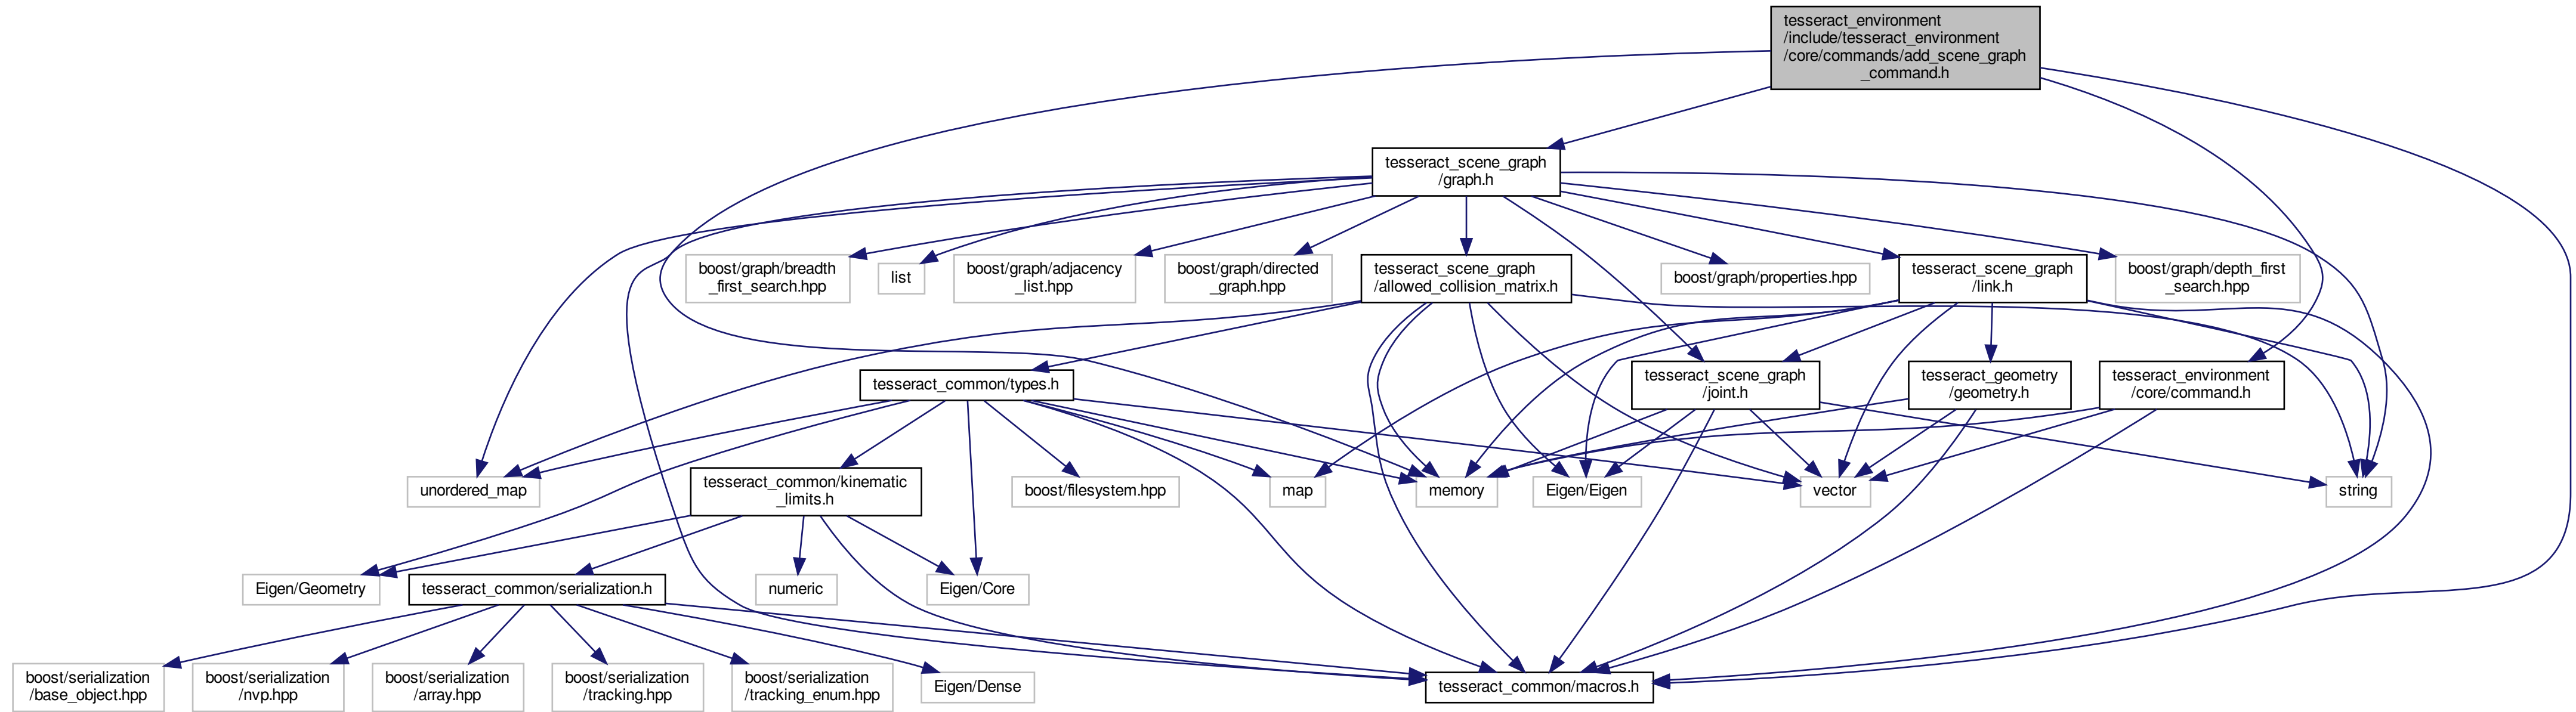 tesseract_environment
/include/tesseract_environment
/core/commands/add_scene_graph
_command.h
tesseract_scene_graph
/graph.h
boost/graph/breadth
_first_search.hpp
list
boost/graph/adjacency
_list.hpp
boost/graph/directed
_graph.hpp
tesseract_scene_graph
/allowed_collision_matrix.h
boost/graph/properties.hpp
tesseract_scene_graph
/link.h
boost/graph/depth_first
_search.hpp
tesseract_common/types.h
tesseract_scene_graph
/joint.h
tesseract_geometry
/geometry.h
tesseract_environment
/core/command.h
unordered_map
tesseract_common/kinematic
_limits.h
boost/filesystem.hpp
map
memory
Eigen/Eigen
vector
string
Eigen/Geometry
tesseract_common/serialization.h
numeric
Eigen/Core
boost/serialization
/base_object.hpp
boost/serialization
/nvp.hpp
boost/serialization
/array.hpp
boost/serialization
/tracking.hpp
boost/serialization
/tracking_enum.hpp
Eigen/Dense
tesseract_common/macros.h